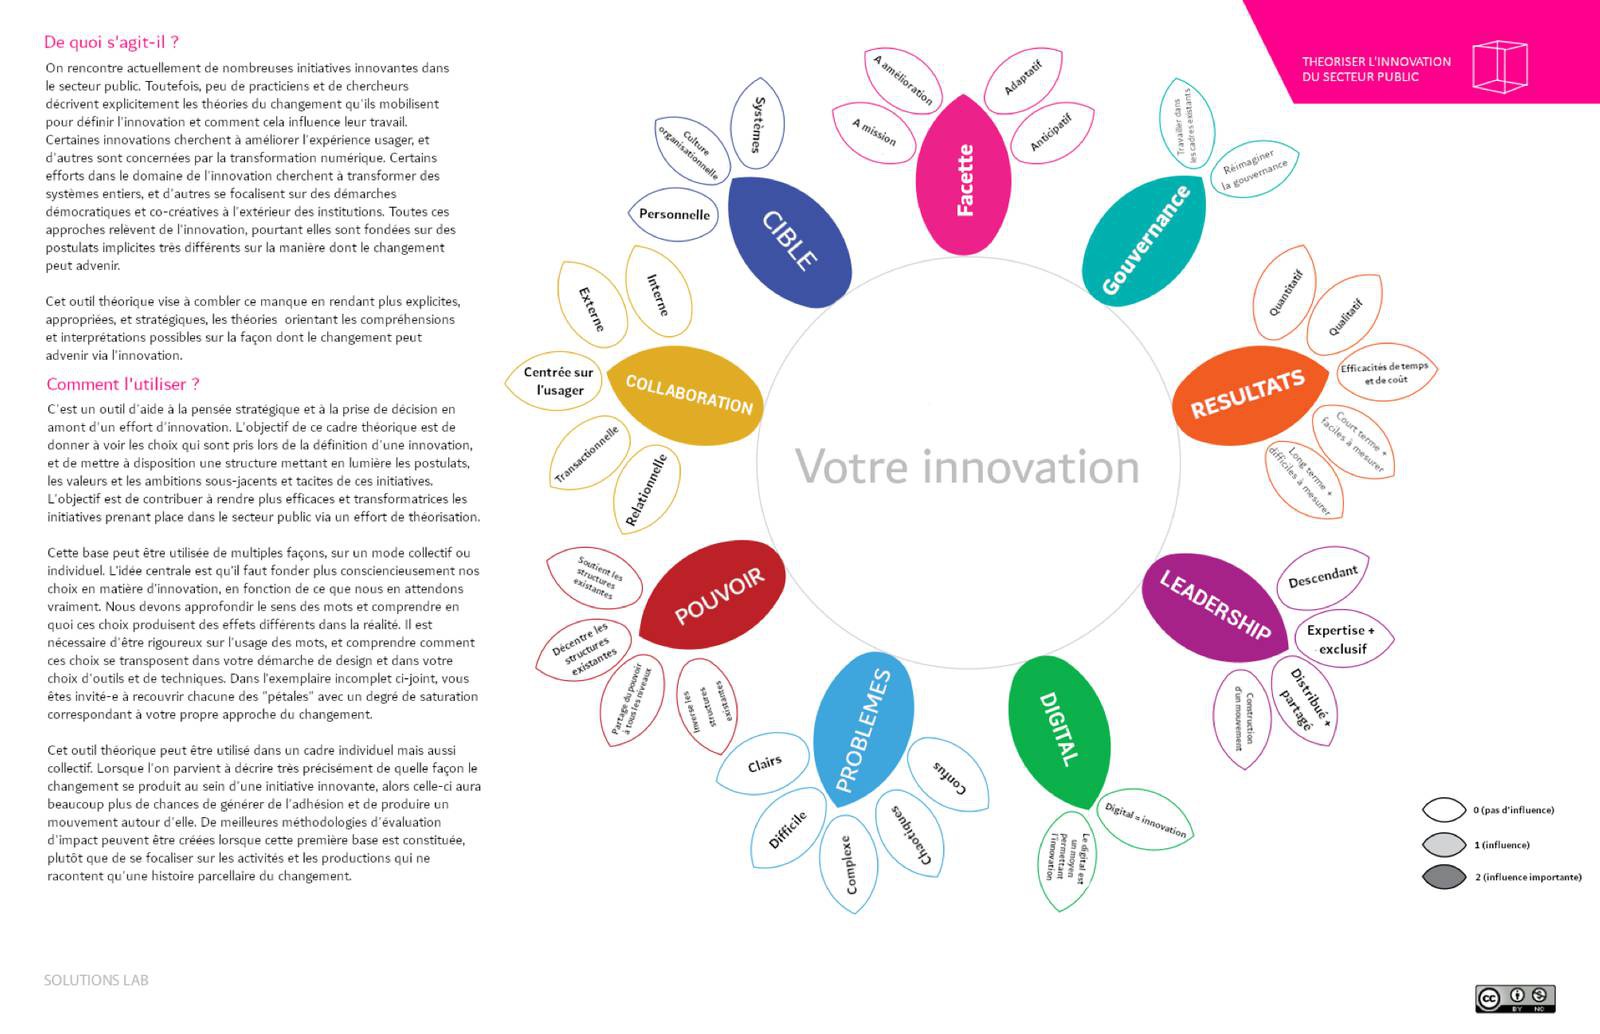 De quoi s'agit-il ?
On rencontre actuellement de nombreuses initiatives innovantes dans
le secteur public. Toutefois, peu de practiciens et de chercheurs
décrivent explicitement les théories du changement qu'ils mobilisent
pour définir l'innovation et comment cela influence leur travail.
Certaines innovations cherchent à améliorer l'expérience usager, et
d'autres sont concernées par la transformation numérique. Certains
efforts dans le domaine de l'innovation cherchent à transformer des
systèmes entiers, et d'autres se focalisent sur des démarches
démocratiques et co-créatives à l'extérieur des institutions. Toutes ces
approches relèvent de l'innovation, pourtant elles sont fondées sur des
postulats implicites très différents sur la manière dont le changement
peut advenir.
Cet outil théorique vise à combler ce manque en rendant plus explicites,
appropriées, et stratégiques, les théories orientant les compréhensions
et interprétations possibles sur la façon dont le changement peut
advenir via l'innovation.
Comment l'utiliser ?
C'est un outil d'aide à la pensée stratégique et à la prise de décision en
amont d'un effort d'innovation. L'objectif de ce cadre théorique est de
donner à voir les choix qui sont pris lors de la définition d'une innovation,
et de mettre à disposition une structure mettant en lumière les postulats,
les valeurs et les ambitions sous-jacents et tacites de ces initiatives.
L'objectif est de contribuer à rendre plus efficaces et transformatrices les
initiatives prenant place dans le secteur public via un effort de théorisation.
Cette base peut être utilisée de multiples façons, sur un mode collectif ou
individuel. L'idée centrale est qu'il faut fonder plus consciencieusement nos
choix en matière d'innovation, en fonction de ce que nous en attendons
vraiment. Nous devons approfondir le sens des mots et comprendre en
quoi ces choix produisent des effets différents dans la réalité. Il est
nécessaire d'être rigoureux sur l'usage des mots, et comprendre comment
ces choix se transposent dans votre démarche de design et dans votre
choix d'outils et de techniques. Dans l'exemplaire incomplet ci-joint, vous
êtes invité-e à recouvrir chacune des "pétales" avec un degré de saturation
correspondant à votre propre approche du changement.
Cet outil théorique peut être utilisé dans un cadre individuel mais aussi
collectif. Lorsque l'on parvient à décrire très précisément de quelle façon le
changement se produit au sein d'une initiative innovante, alors celle-ci aura
beaucoup plus de chances de générer de l'adhésion et de produire un
mouvement autour d'elle. De meilleures méthodologies d'évaluation
d'impact peuvent être créées lorsque cette première base est constituée,
plutôt que de se focaliser sur les activités et les productions qui ne
racontent qu'une histoire parcellaire du changement.
SOLUTIONS LAB
THEORISER L'INNOVATION
DU SECTEUR PUBLIC
Votre innovation
Facette
A mission
A amélioration
Adaptatif
Anticipatif
Gouvernance
Travailler dans
les cadres existants
Réimaginer
la gouvernance
RESULTATS
Quantitatif
Qualitatif
Efficacités de temps
et de coût
Court terme +
faciles à mesurer
Long terme +
difficiles à mesurer
LEADERSHIP
Descendant
Expertise +
exclusif
Distribué +
partagé
Construction
d'un mouvement
DIGITAL
Digital = innovation
Le digital est
un moyen
permettant
l'innovation
PROBLEMES
Confus
Chaotiques
Complexe
Difficile
Clairs
POUVOIR
Inverse les
structures
existantes
Partage du pouvoir
à tous les niveaux
Décentre les
structures
existantes
Soutient les
structures
existantes
COLLABORATION
Relationnelle
Transactionnelle
Centrée sur
l'usager
Externe
Interne
CIBLE
Personnelle
Culture
organisationnelle
Systèmes
0 (pas d'influence)
1 (influence)
2 (influence importante)
cc
BY NC